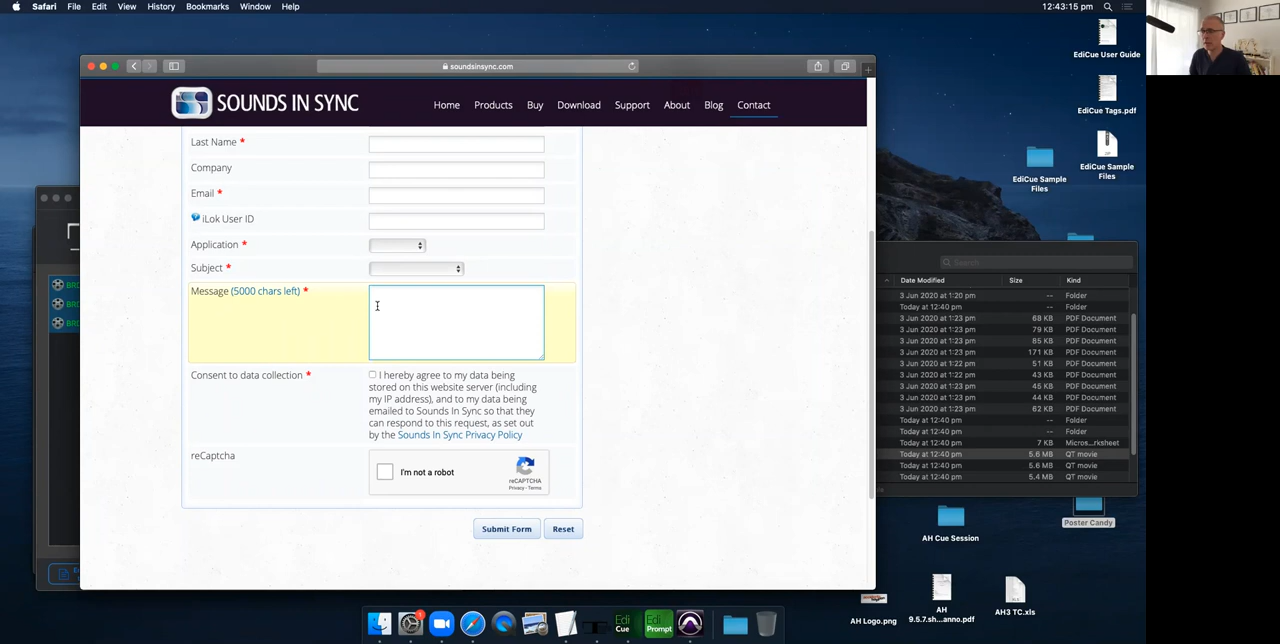 Safari File Edit View History Bookmarks Window Help
12:43:15 pm
soundsinsync.com
SOUNDS IN SYNC
Home Products Buy Download Support About Blog Contact
Last Name *
Company
Email *
iLok User ID
Application *
Subject *
Message (5000 chars left) *
Consent to data collection *
I hereby agree to my data being
stored on this website server (including
my IP address), and to my data being
emailed to Sounds In Sync so that they
can respond to this request, as set out
by the Sounds In Sync Privacy Policy
reCaptcha
I'm not a robot
reCAPTCHA
Privacy - Terms
Submit Form Reset
EdiCue User Guide
EdiCue Tags.pdf
EdiCue Sample
Files
EdiCue Sample
Files
Search
Date Modified Size Kind
3 Jun 2020 at 1:20 pm -- Folder
Today at 12:40 pm -- Folder
3 Jun 2020 at 1:23 pm 68 KB PDF Document
3 Jun 2020 at 1:23 pm 79 KB PDF Document
3 Jun 2020 at 1:23 pm 85 KB PDF Document
3 Jun 2020 at 1:23 pm 171 KB PDF Document
3 Jun 2020 at 1:22 pm 51 KB PDF Document
3 Jun 2020 at 1:22 pm 43 KB PDF Document
3 Jun 2020 at 1:23 pm 45 KB PDF Document
3 Jun 2020 at 1:23 pm 44 KB PDF Document
3 Jun 2020 at 1:23 pm 62 KB PDF Document
Today at 12:40 pm -- Folder
Today at 12:40 pm -- Folder
Today at 12:40 pm 7 KB Micros...rksheet
Today at 12:40 pm 5.6 MB QT movie
Today at 12:40 pm 5.6 MB QT movie
Today at 12:40 pm 5.4 MB QT movie
Poster Candy
AH Cue Session
AH Logo.png
AH
9.5.7.sh...anno.pdf
AH3 TC.xls
Edi
Cue
Edi
Prompt